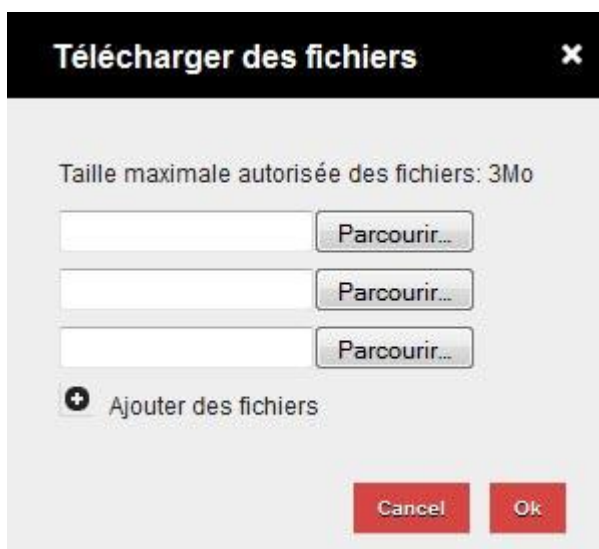 Télécharger des fichiers
Taille maximale autorisée des fichiers: 3Mo
Parcourir...
Parcourir...
Parcourir...
Ajouter des fichiers
Cancel Ok